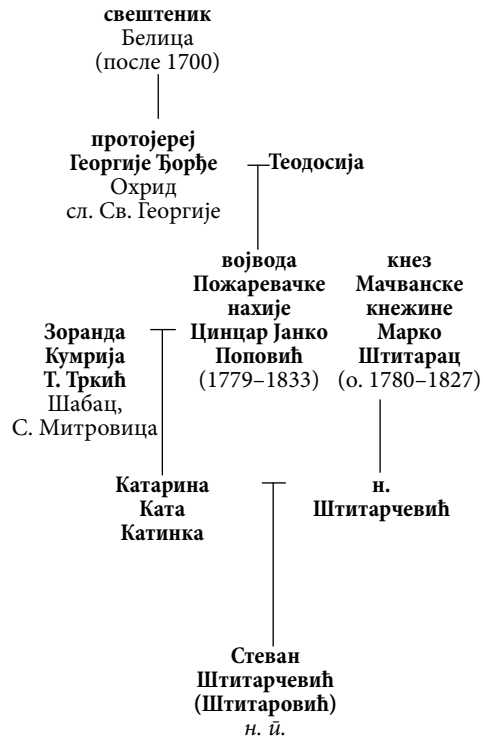 свештеник
Белица
(после 1700)
протојереј
Георгије Ђорђе
Охрид
сл. Св. Георгије
Теодосија
војвода
Пожаревачке
нахије
Цинцар Јанко
Поповић
(1779–1833)
кнез
Мачванске
кнежине
Марко
Штитарац
(о. 1780–1827)
Зоранда
Кумрија
Т. Тркић
Шабац,
С. Митровица
Катарина
Ката
Катинка
н.
Штитарчевић
Стеван
Штитарчевић
(Штитаровић)
н. п̄.